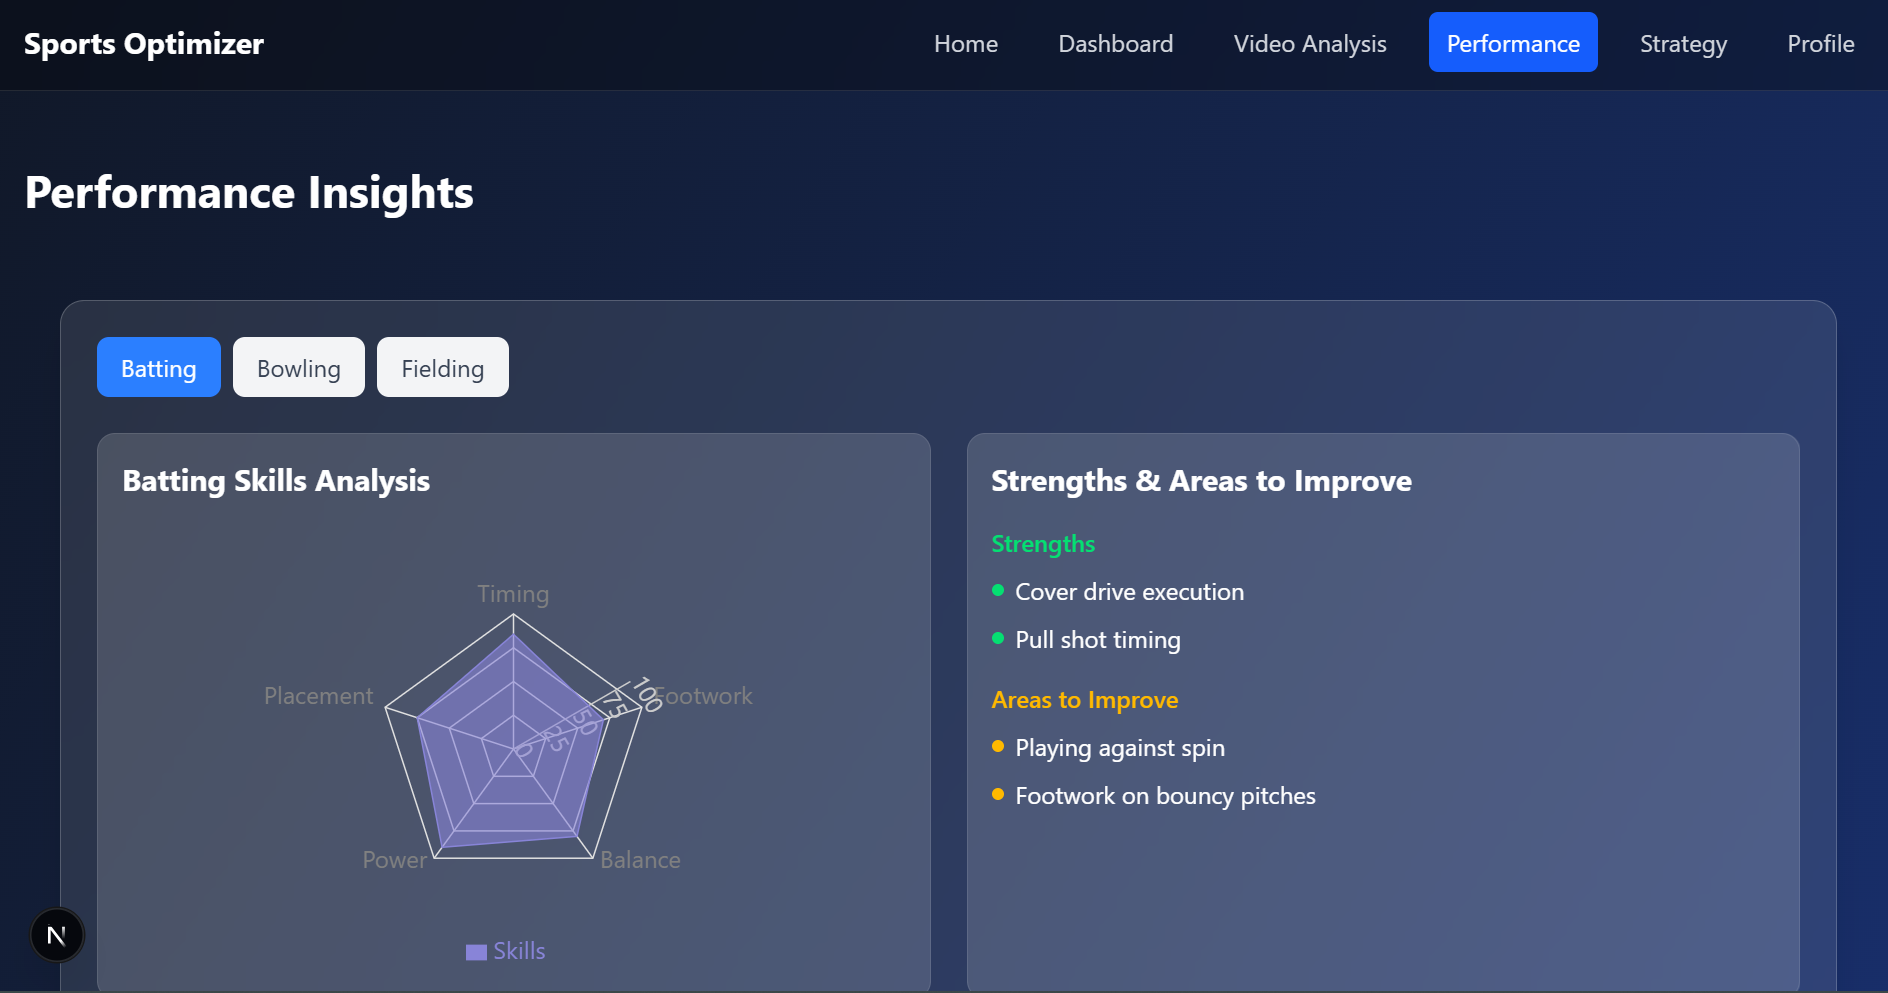 Sports Optimizer
Home
Dashboard
Video Analysis
Performance
Strategy
Profile
Performance Insights
Batting
Bowling
Fielding
Batting Skills Analysis
Timing
Placement
Footwork
100
75
50
25
0
Power
Balance
Skills
Strengths & Areas to Improve
Strengths
Cover drive execution
Pull shot timing
Areas to Improve
Playing against spin
Footwork on bouncy pitches
N